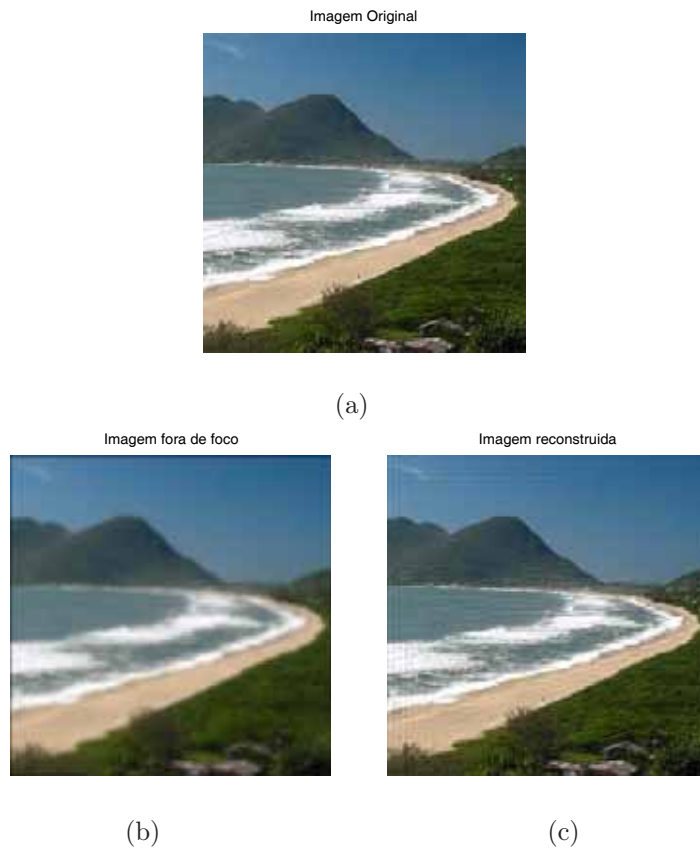 Imagem Original
(a)
Imagem fora de foco
Imagem reconstruida
(b)
(c)